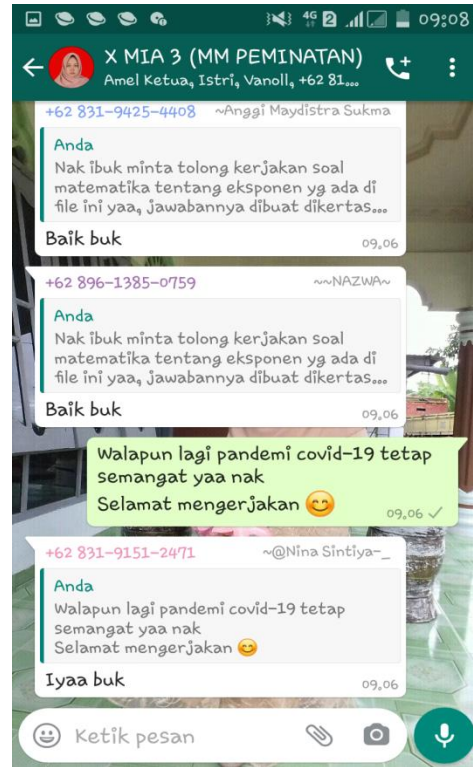 4G 2 09:08
X MIA 3 (MM PEMINATAN)
Amel Ketua, Istri, Vanoll, +62 81...
+62 831-9425-4408 ~Anggi Maydistra Sukma
Anda
Nak ibuk minta tolong kerjakan soal
matematika tentang eksponen yg ada di
file ini yaa, jawabannya dibuat dikertas...
Baik buk
09.06
+62 896-1385-0759 ~~NAZWA~
Anda
Nak ibuk minta tolong kerjakan soal
matematika tentang eksponen yg ada di
file ini yaa, jawabannya dibuat dikertas...
Baik buk
09.06
Walapun lagi pandemi covid-19 tetap
semangat yaa nak
Selamat mengerjakan 😊
09.06
+62 831-9151-2471 ~@Nina Sintiya-_
Anda
Walapun lagi pandemi covid-19 tetap
semangat yaa nak
Selamat mengerjakan 😊
Iyaa buk
09.06
Ketik pesan